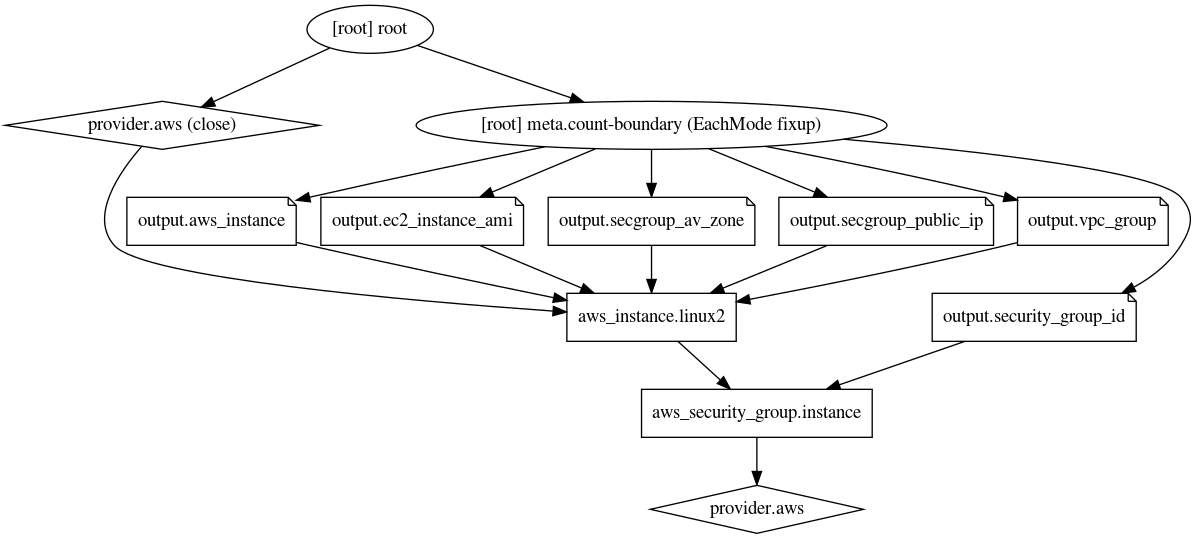 [root] root
provider.aws (close)
[root] meta.count-boundary (EachMode fixup)
output.aws_instance
output.ec2_instance_ami
output.secgroup_av_zone
output.secgroup_public_ip
output.vpc_group
aws_instance.linux2
output.security_group_id
aws_security_group.instance
provider.aws